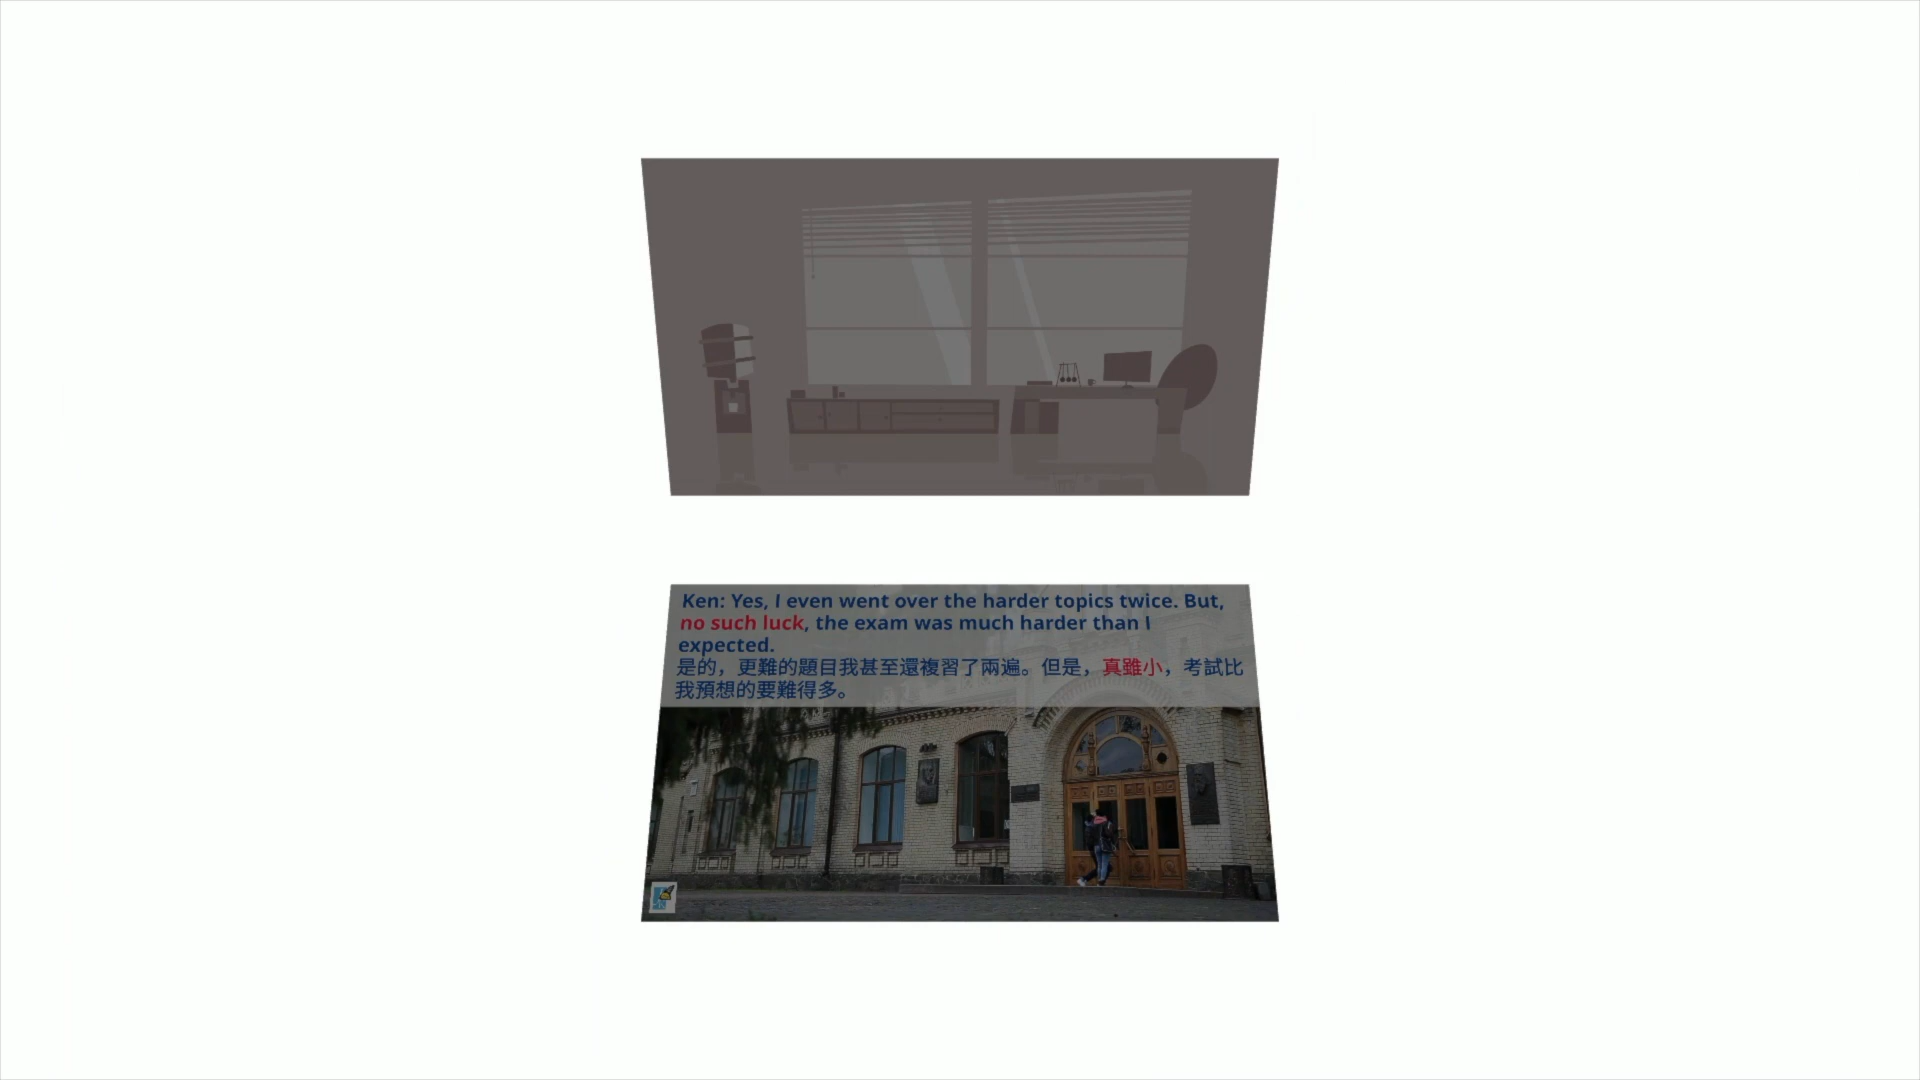 Ken: Yes, I even went over the harder topics twice. But,
no such luck, the exam was much harder than I
expected.
是的，更難的題目我甚至還複習了兩遍。但是，真雖小，考試比
我預想的要難得多。